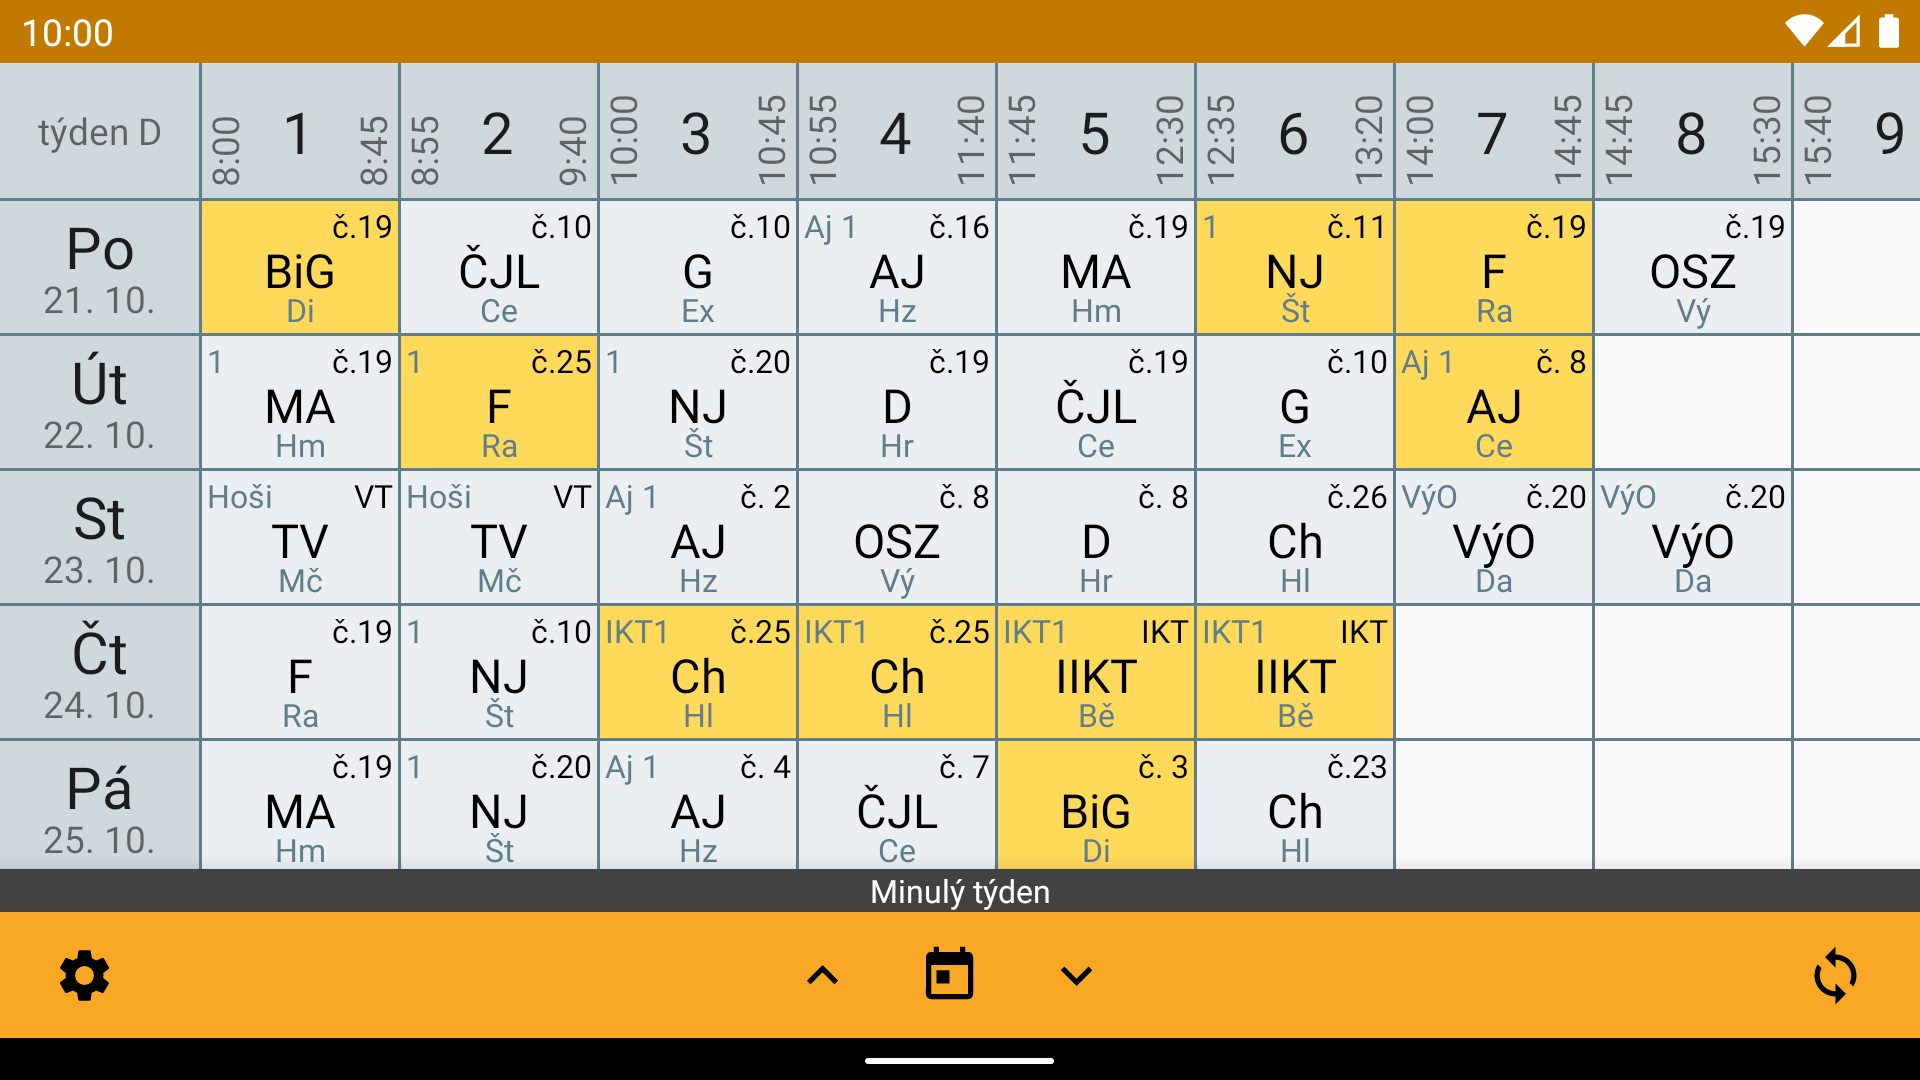 10:00
týden D
8:00 1 8:45
8:55 2 9:40
10:00 3 10:45
10:55 4 11:40
11:45 5 12:30
12:35 6 13:20
14:00 7 14:45
14:45 8 15:30
15:40 9
Po
21. 10.
č.19
BiG
Di
č.10
ČJL
Ce
č.10
G
Ex
Aj 1 č.16
AJ
Hz
č.19
MA
Hm
1 č.11
NJ
Št
č.19
F
Ra
č.19
OSZ
Vý
Út
22. 10.
1 č.19
MA
Hm
1 č.25
F
Ra
1 č.20
NJ
Št
č.19
D
Hr
č.19
ČJL
Ce
č.10
G
Ex
Aj 1 č. 8
AJ
Ce
St
23. 10.
Hoši VT
TV
Mč
Hoši VT
TV
Mč
Aj 1 č. 2
AJ
Hz
č. 8
OSZ
Vý
č. 8
D
Hr
č.26
Ch
Hl
VýO č.20
VýO
Da
VýO č.20
VýO
Da
Čt
24. 10.
č.19
F
Ra
1 č.10
NJ
Št
IKT1 č.25
Ch
Hl
IKT1 č.25
Ch
Hl
IKT1 IKT
IIKT
Bě
IKT1 IKT
IIKT
Bě
Pá
25. 10.
č.19
MA
Hm
1 č.20
NJ
Št
Aj 1 č. 4
AJ
Hz
č. 7
ČJL
Ce
č. 3
BiG
Di
č.23
Ch
Hl
Minulý týden